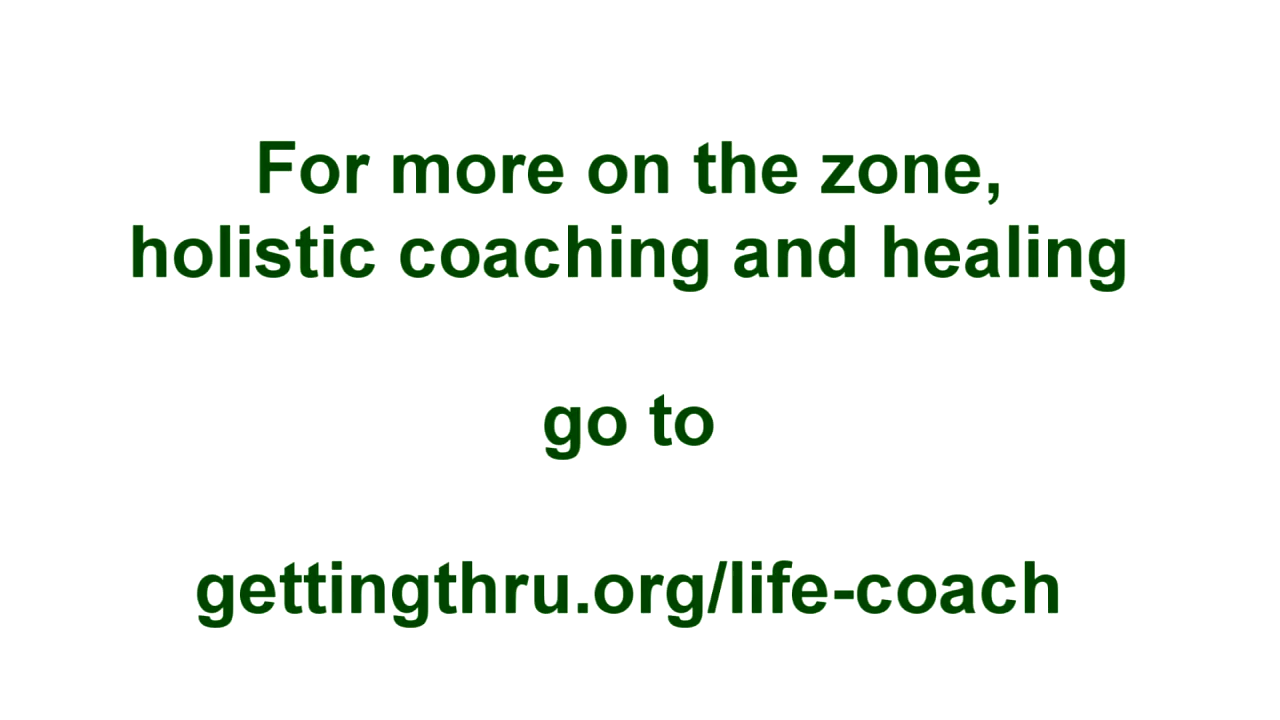 For more on the zone,
holistic coaching and healing
go to
gettingthru.org/life-coach